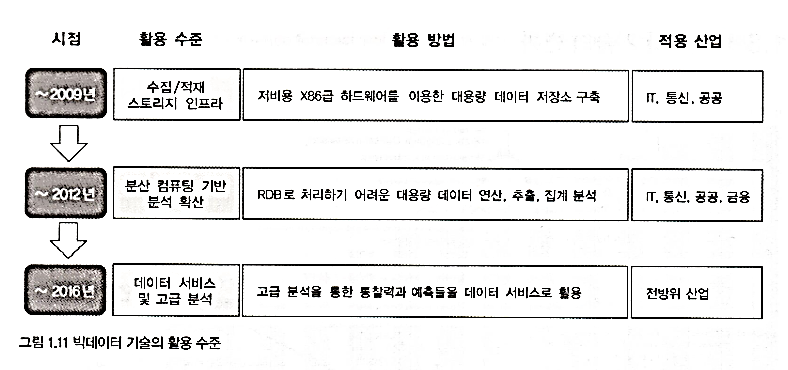 시점 활용 수준 활용 방법 적용 산업
~ 2009년 수집/적재
스토리지 인프라 저비용 X86급 하드웨어를 이용한 대용량 데이터 저장소 구축 IT, 통신, 공공
~ 2012년 분산 컴퓨팅 기반
분석 확산 RDB로 처리하기 어려운 대용량 데이터 연산, 추출, 집계 분석 IT, 통신, 공공, 금융
~ 2016년 데이터 서비스
및 고급 분석 고급 분석을 통한 통찰력과 예측들을 데이터 서비스로 활용 전방위 산업
그림 1.11 빅데이터 기술의 활용 수준